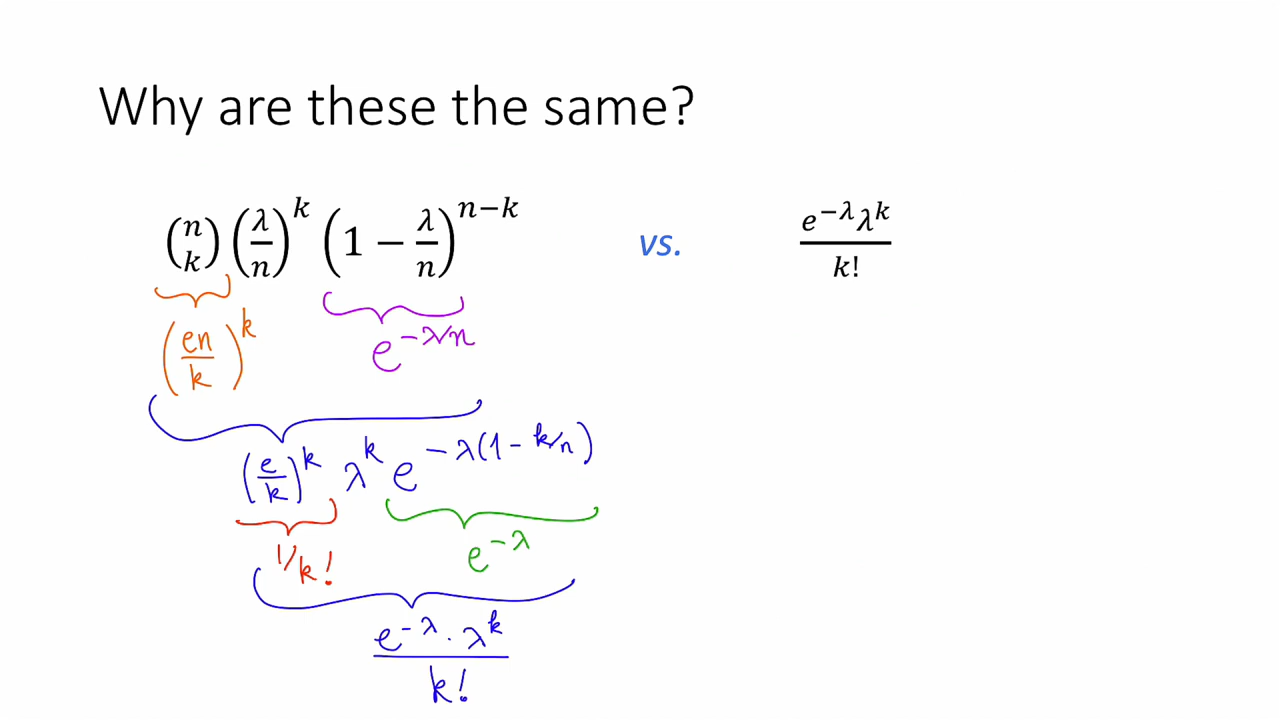 Why are these the same?
(n k) (λ/n)^k (1 − λ/n)^{n−k} vs. e^{−λ}λ^k / k!
(en/k)^k e^{−λ/n}
(e/k)^k λ^k e^{−λ(1−k/n)}
1/k! e^{−λ}
e^{−λ} · λ^k / k!